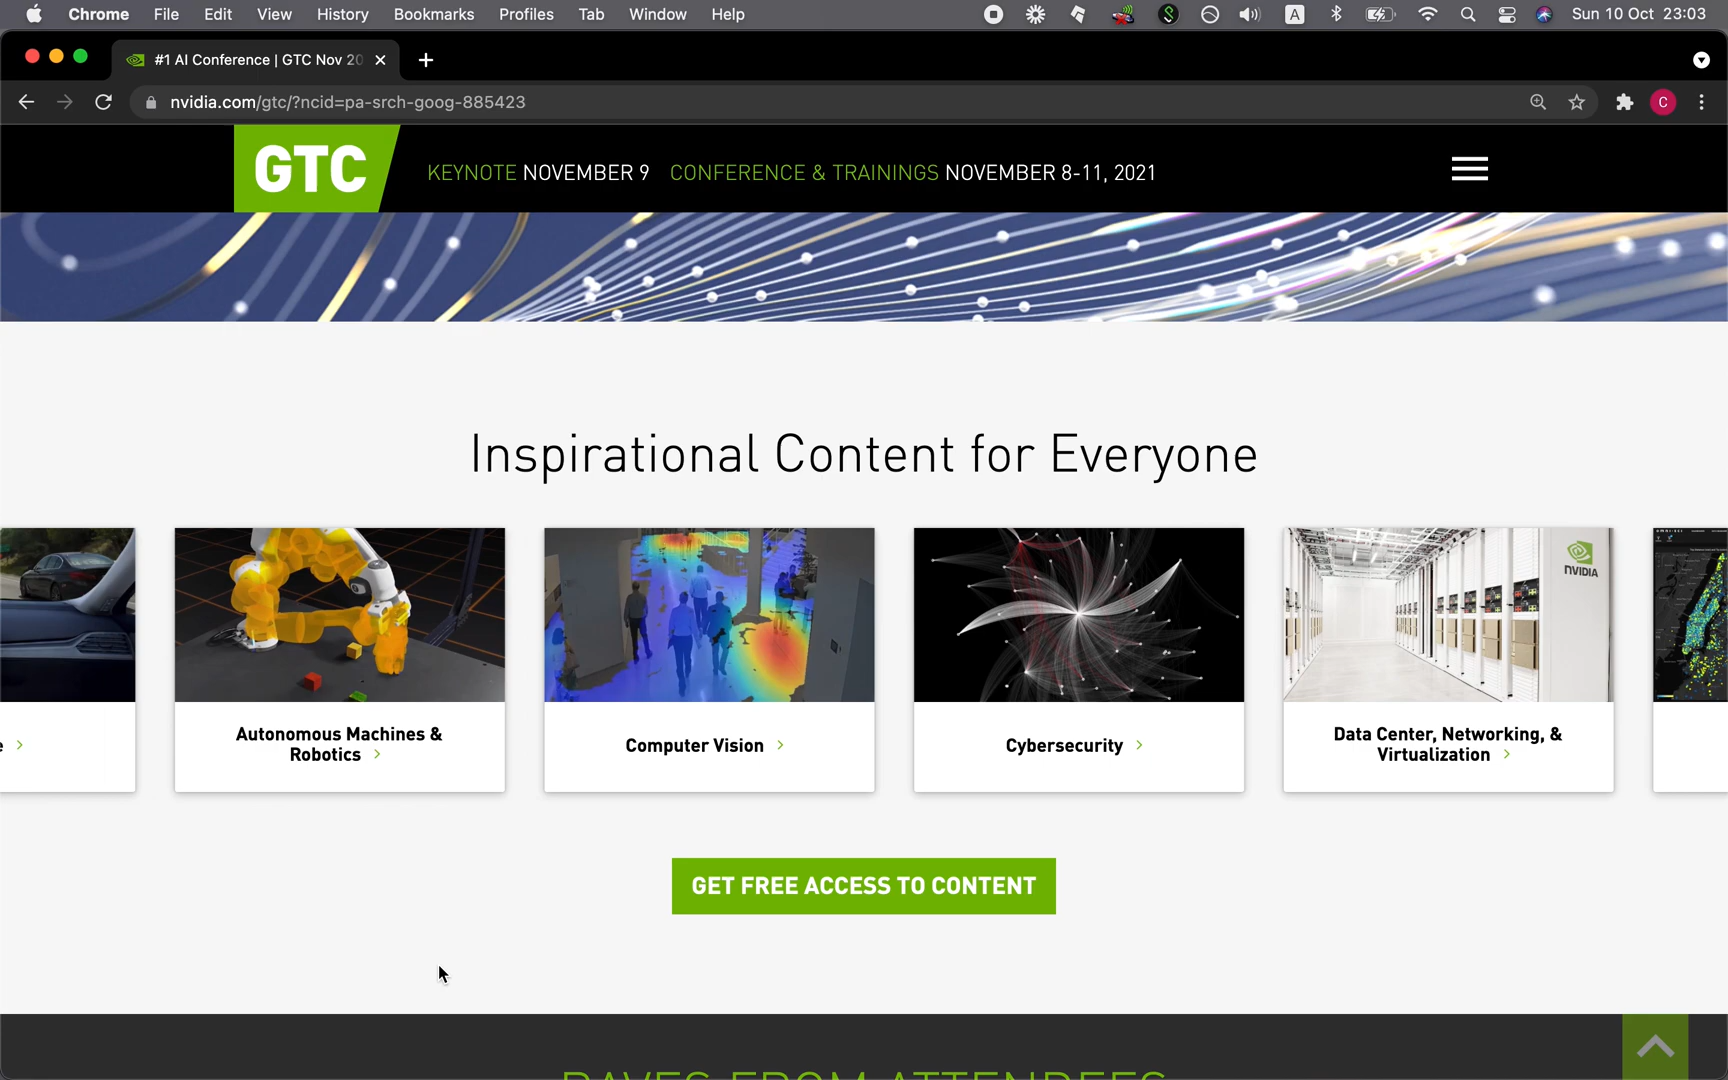 Chrome File Edit View History Bookmarks Profiles Tab Window Help A Sun 10 Oct 23:03
#1 AI Conference | GTC Nov 20
nvidia.com/gtc/?ncid=pa-srch-goog-885423 C
GTC KEYNOTE NOVEMBER 9 CONFERENCE & TRAININGS NOVEMBER 8-11, 2021
Inspirational Content for Everyone
NVIDIA
Autonomous Machines &
Robotics >
Computer Vision >
Cybersecurity >
Data Center, Networking, &
Virtualization >
GET FREE ACCESS TO CONTENT
RAVES FROM ATTENDEES